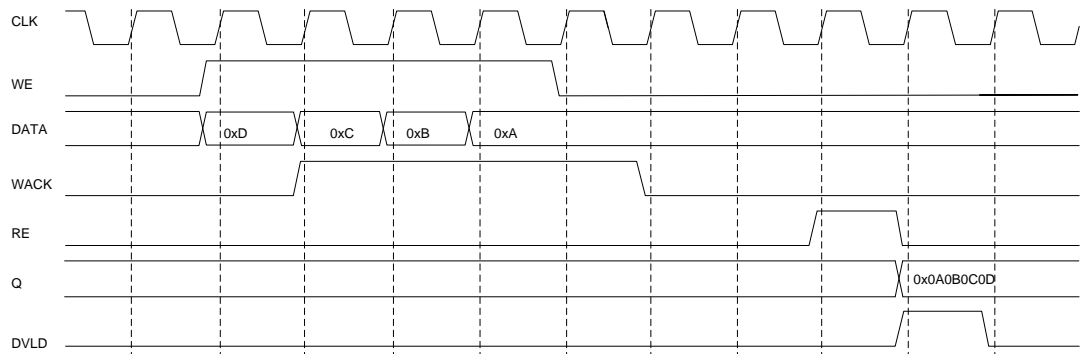 CLK
WE
DATA 0xD 0xC 0xB 0xA
WACK
RE
Q 0x0A0B0C0D
DVLD